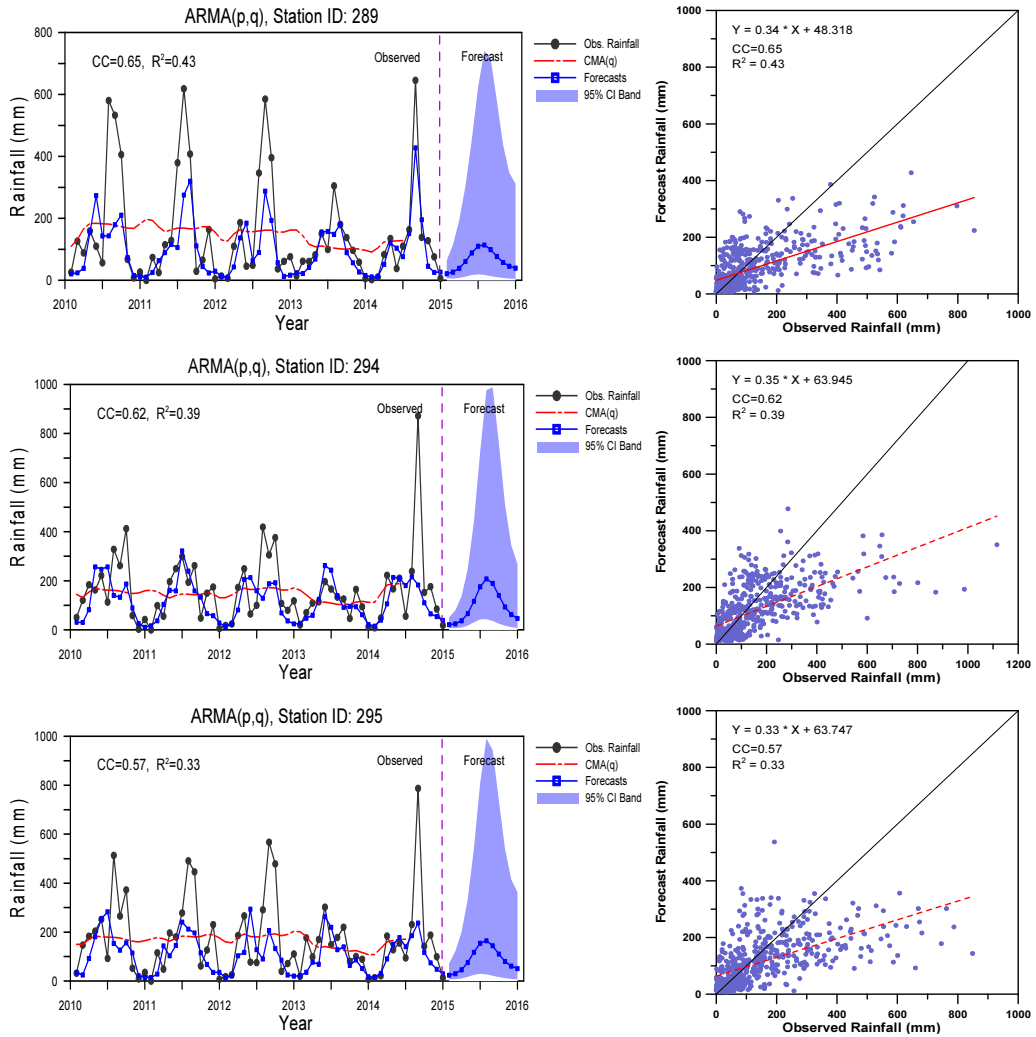 ARMA(p,q), Station ID: 289
800
600
400
200
0
Rainfall (mm)
CC=0.65, R²=0.43
Observed
Forecast
2010 2011 2012 2013 2014 2015 2016
Year
Obs. Rainfall
CMA(q)
Forecasts
95% CI Band
1000
800
600
400
200
0
Forecast Rainfall (mm)
Y = 0.34 * X + 48.318
CC=0.65
R² = 0.43
0 200 400 600 800 1000
Observed Rainfall (mm)
ARMA(p,q), Station ID: 294
1000
800
600
400
200
0
Rainfall (mm)
CC=0.62, R²=0.39
Observed
Forecast
2010 2011 2012 2013 2014 2015 2016
Year
Obs. Rainfall
CMA(q)
Forecasts
95% CI Band
1000
800
600
400
200
0
Forecast Rainfall (mm)
Y = 0.35 * X + 63.945
CC=0.62
R² = 0.39
0 200 400 600 800 1000 1200
Observed Rainfall (mm)
ARMA(p,q), Station ID: 295
1000
800
600
400
200
0
Rainfall (mm)
CC=0.57, R²=0.33
Observed
Forecast
2010 2011 2012 2013 2014 2015 2016
Year
Obs. Rainfall
CMA(q)
Forecasts
95% CI Band
1000
800
600
400
200
0
Forecast Rainfall (mm)
Y = 0.33 * X + 63.747
CC=0.57
R² = 0.33
0 200 400 600 800 1000
Observed Rainfall (mm)